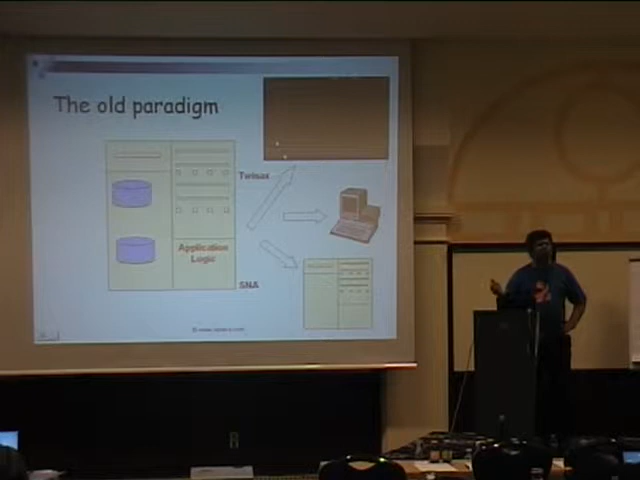 The old paradigm
Twinax
Application
Logic
SNA